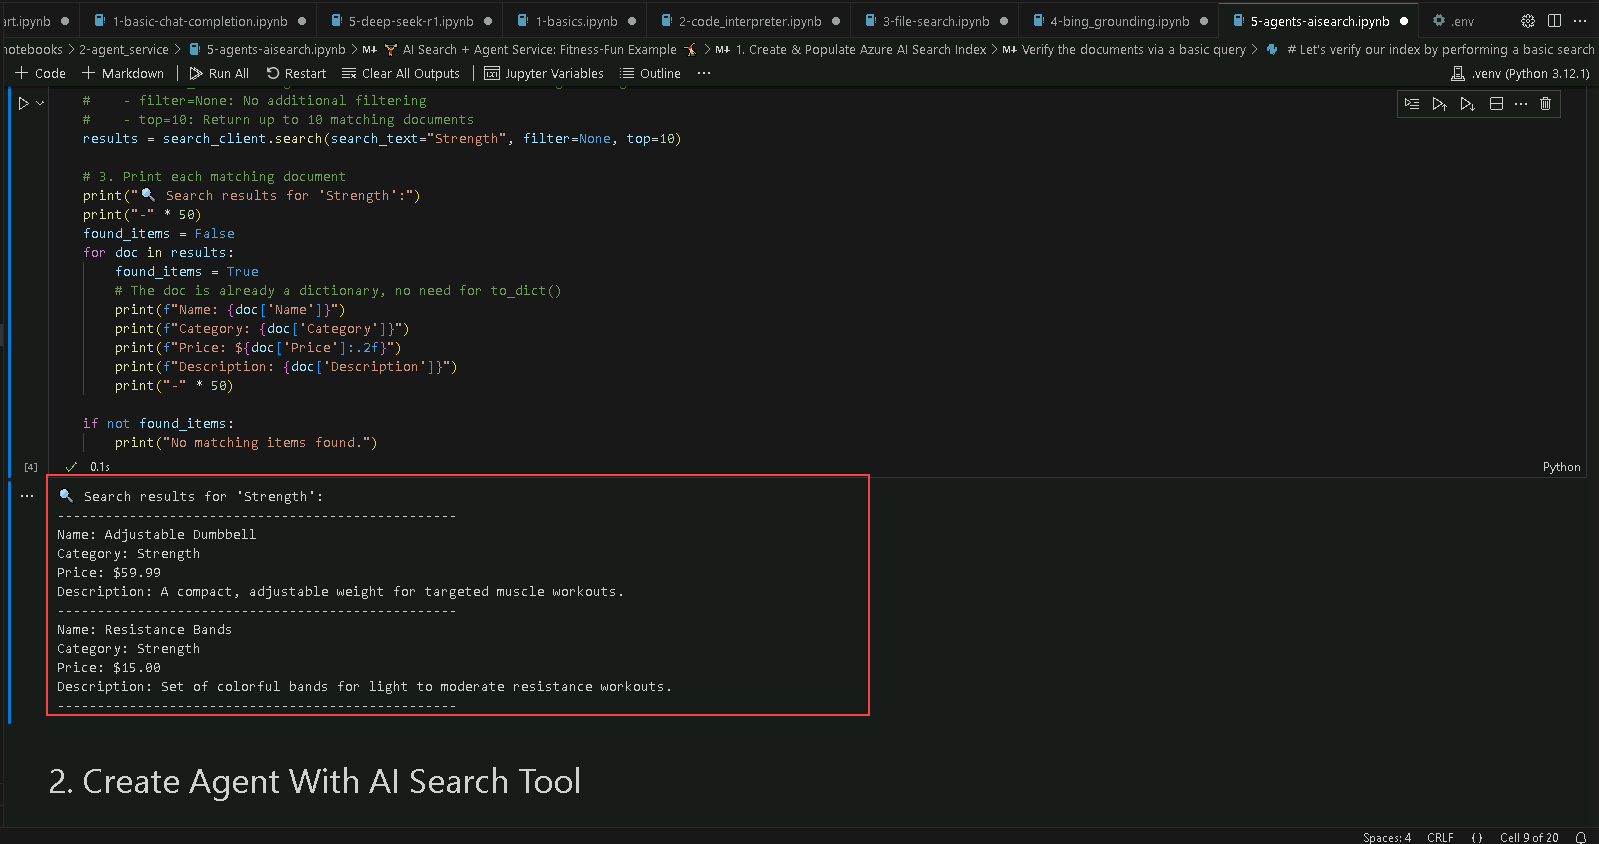 art.ipynb 1-basic-chat-completion.ipynb 5-deep-seek-r1.ipynb 1-basics.ipynb 2-code_interpreter.ipynb 3-file-search.ipynb 4-bing_grounding.ipynb 5-agents-aisearch.ipynb .env
notebooks > 2-agent_service > 5-agents-aisearch.ipynb > M↓ AI Search + Agent Service: Fitness-Fun Example > M↓ 1. Create & Populate Azure AI Search Index > M↓ Verify the documents via a basic query > # Let's verify our index by performing a basic search
+ Code + Markdown | Run All Restart Clear All Outputs | Jupyter Variables Outline ... .venv (Python 3.12.1)
# - filter=None: No additional filtering
# - top=10: Return up to 10 matching documents
results = search_client.search(search_text="Strength", filter=None, top=10)
# 3. Print each matching document
print("🔍 Search results for 'Strength':")
print("-" * 50)
found_items = False
for doc in results:
found_items = True
# The doc is already a dictionary, no need for to_dict()
print(f"Name: {doc['Name']}")
print(f"Category: {doc['Category']}")
print(f"Price: ${doc['Price']:.2f}")
print(f"Description: {doc['Description']}")
print("-" * 50)
if not found_items:
print("No matching items found.")
[4] ✓ 0.1s Python
🔍 Search results for 'Strength':
--------------------------------------------------
Name: Adjustable Dumbbell
Category: Strength
Price: $59.99
Description: A compact, adjustable weight for targeted muscle workouts.
--------------------------------------------------
Name: Resistance Bands
Category: Strength
Price: $15.00
Description: Set of colorful bands for light to moderate resistance workouts.
--------------------------------------------------
2. Create Agent With AI Search Tool
Spaces: 4 CRLF {} Cell 9 of 20